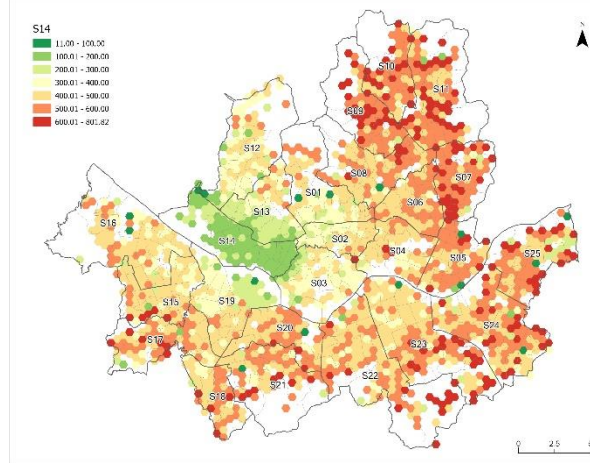 S14
11.00 - 100.00
100.01 - 200.00
200.01 - 300.00
300.01 - 400.00
400.01 - 500.00
500.01 - 600.00
600.01 - 801.82
S10
S11
S09
S12
S08
S07
S01
S06
S13
S16
S14
S02
S04
S05
S25
S03
S15
S19
S17
S20
S24
S23
S18
S21
S22
0 2.5